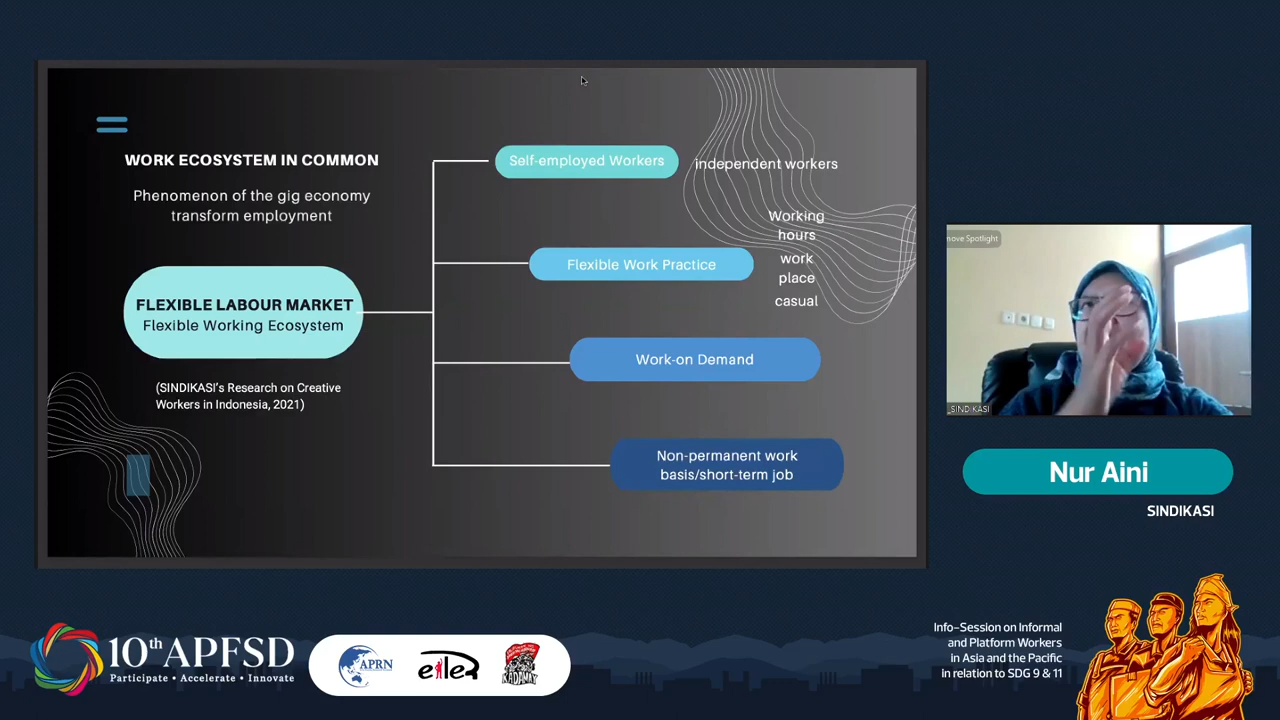 WORK ECOSYSTEM IN COMMON
Phenomenon of the gig economy
transform employment
FLEXIBLE LABOUR MARKET
Flexible Working Ecosystem
(SINDIKASI's Research on Creative
Workers in Indonesia, 2021)
Self-employed Workers
independent workers
Flexible Work Practice
Working
hours
work
place
casual
Work-on Demand
Non-permanent work
basis/short-term job
move Spotlight
_SINDIKASI
Nur Aini
SINDIKASI
10th APFSD
Participate • Accelerate • Innovate
APRN
eiler
KADAMAY
Info-Session on Informal
and Platform Workers
in Asia and the Pacific
in relation to SDG 9 & 11